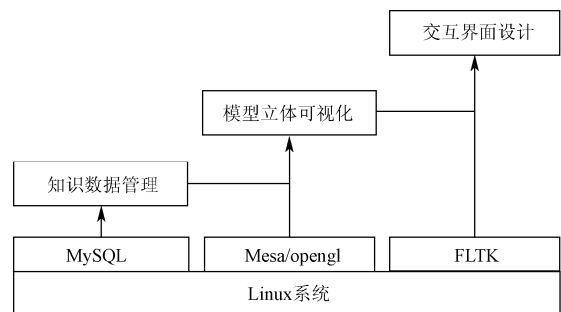 交互界面设计
模型立体可视化
知识数据管理
MySQL
Mesa/opengl
FLTK
Linux系统